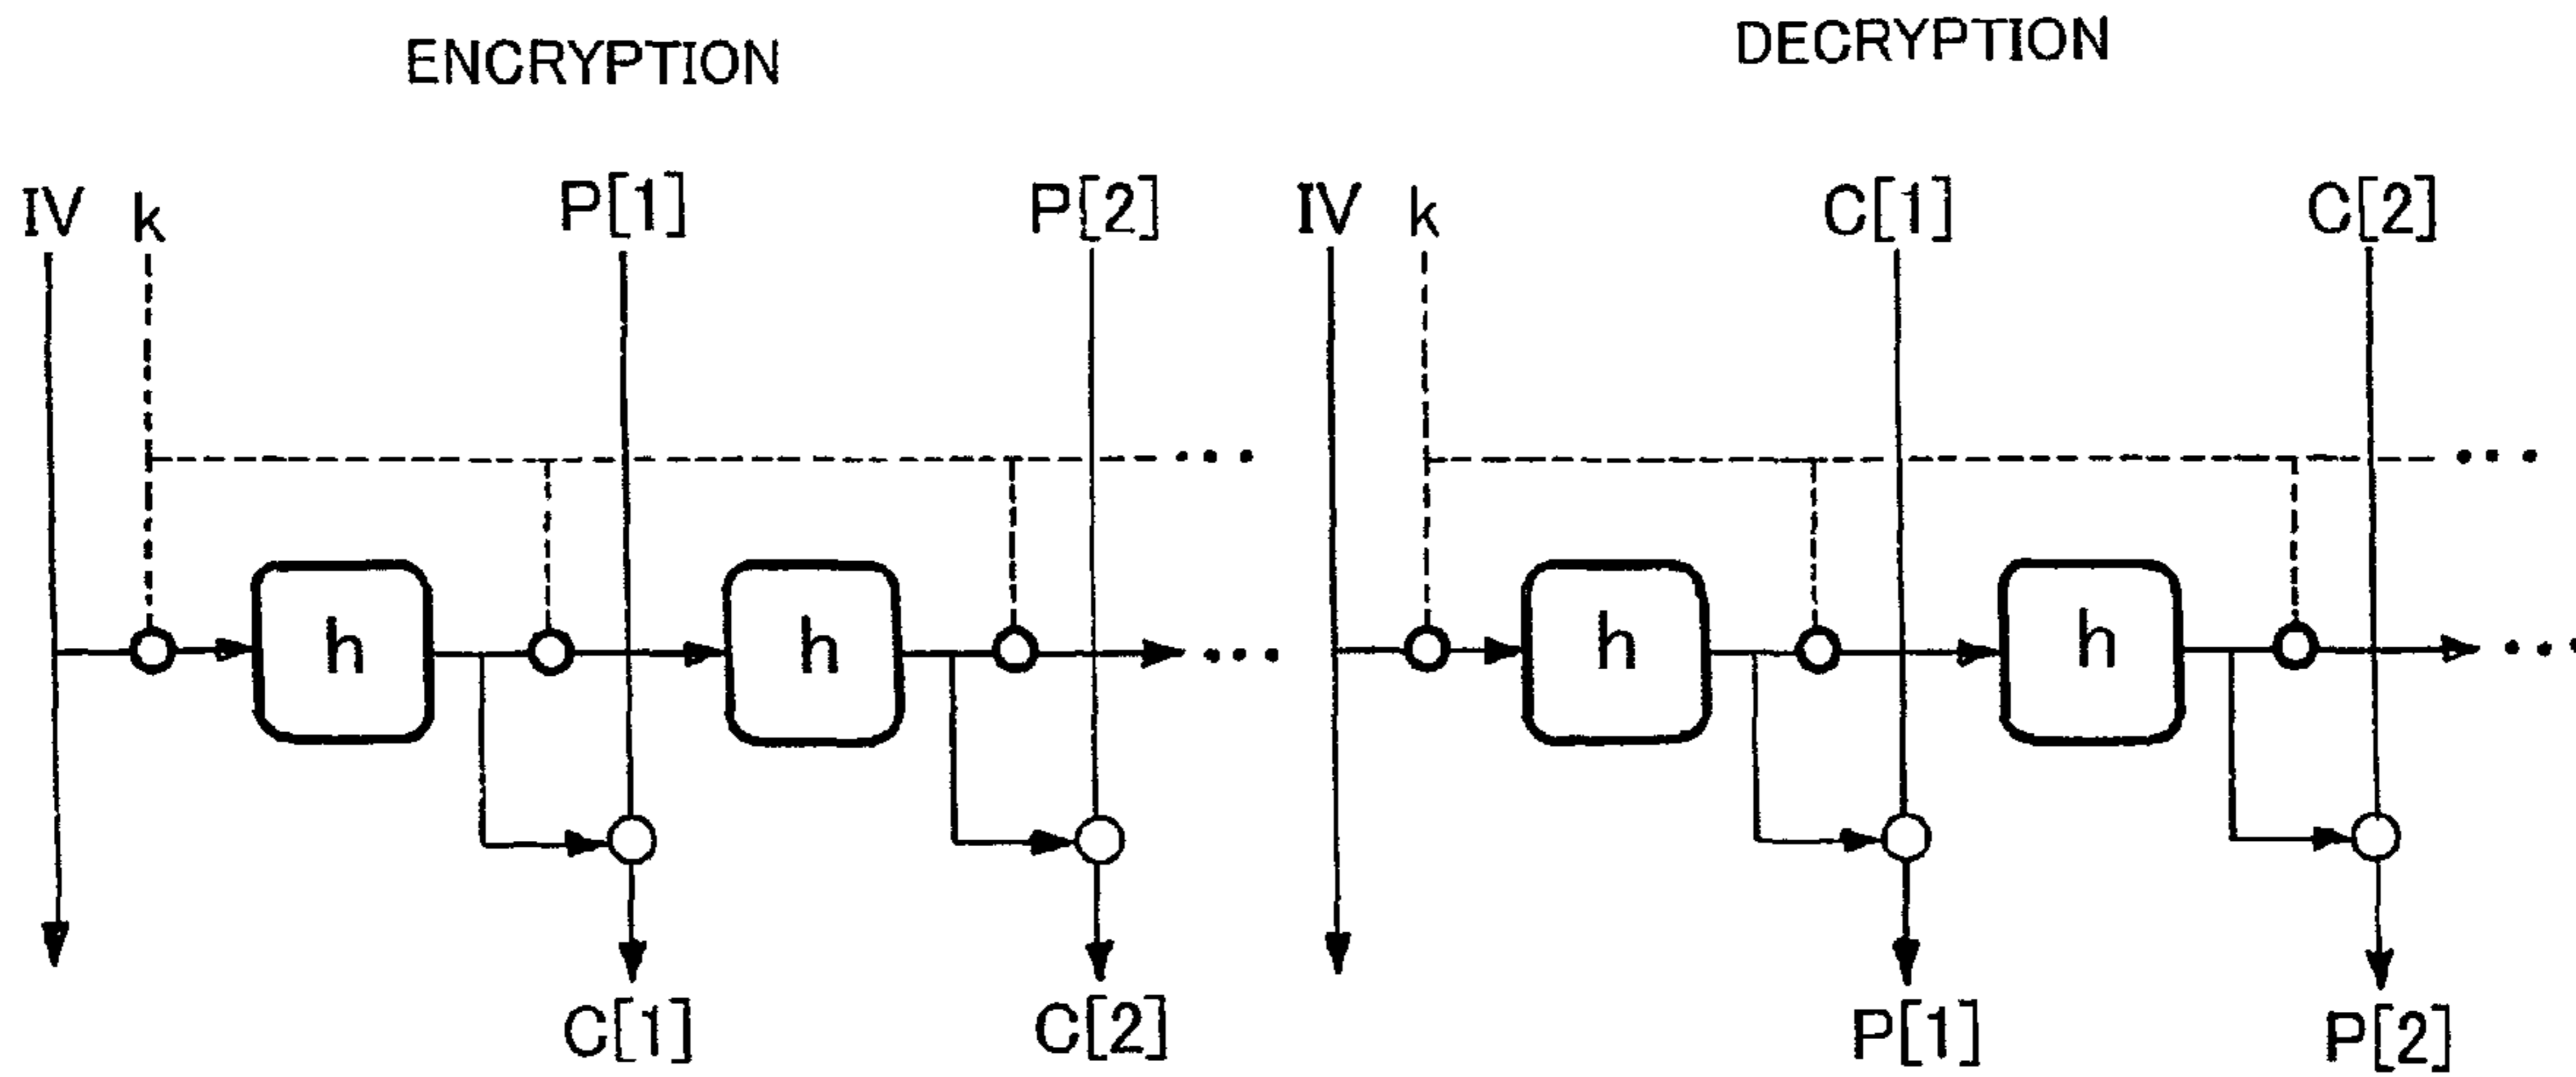 ENCRYPTION
DECRYPTION
IV k P[1] P[2] IV k C[1] C[2]
...
...
h h h h
...
...
C[1] C[2] P[1] P[2]